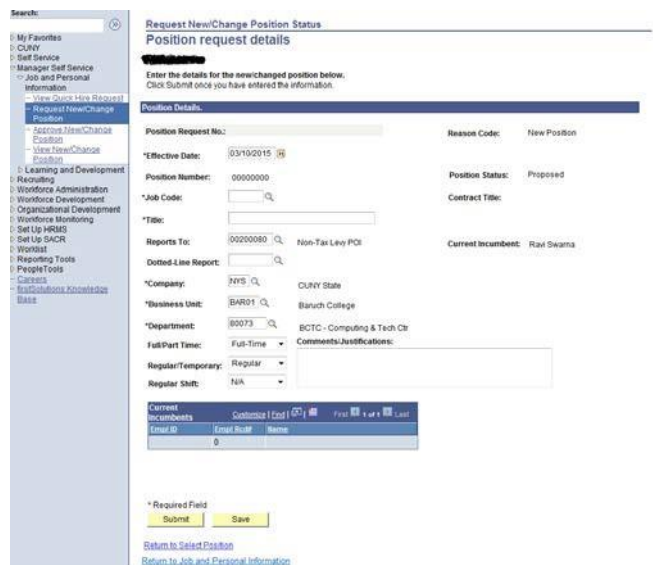 Search:
My Favorites
CUNY
Self Service
Manager Self Service
Job and Personal
Information
View Quick Hire Request
Request New/Change
Position
Approve New/Change
Position
View New/Change
Position
Learning and Development
Recruiting
Workforce Administration
Workforce Development
Organizational Development
Workforce Monitoring
Set Up HRMS
Set Up SACR
Worklist
Reporting Tools
PeopleTools
Careers
firstSolutions Knowledge
Base
Request New/Change Position Status
Position request details
Enter the details for the new/changed position below.
Click Submit once you have entered the information.
Position Details.
Position Request No.:
Reason Code: New Position
*Effective Date: 03/10/2015
Position Number: 00000000
Position Status: Proposed
*Job Code:
Contract Title:
*Title:
Reports To: 00200080 Non-Tax Levy POI
Current Incumbent: Ravi Swarna
Dotted-Line Report:
*Company: NYS CUNY State
*Business Unit: BAR01 Baruch College
*Department: 80073 BCTC - Computing & Tech Ctr
Full/Part Time: Full-Time
Comments/Justifications:
Regular/Temporary: Regular
Regular Shift: N/A
Current
Incumbents
Customize | Find | First 1 of 1 Last
Empl ID Empl Rcd# Name
0
* Required Field
Submit Save
Return to Select Position
Return to Job and Personal Information